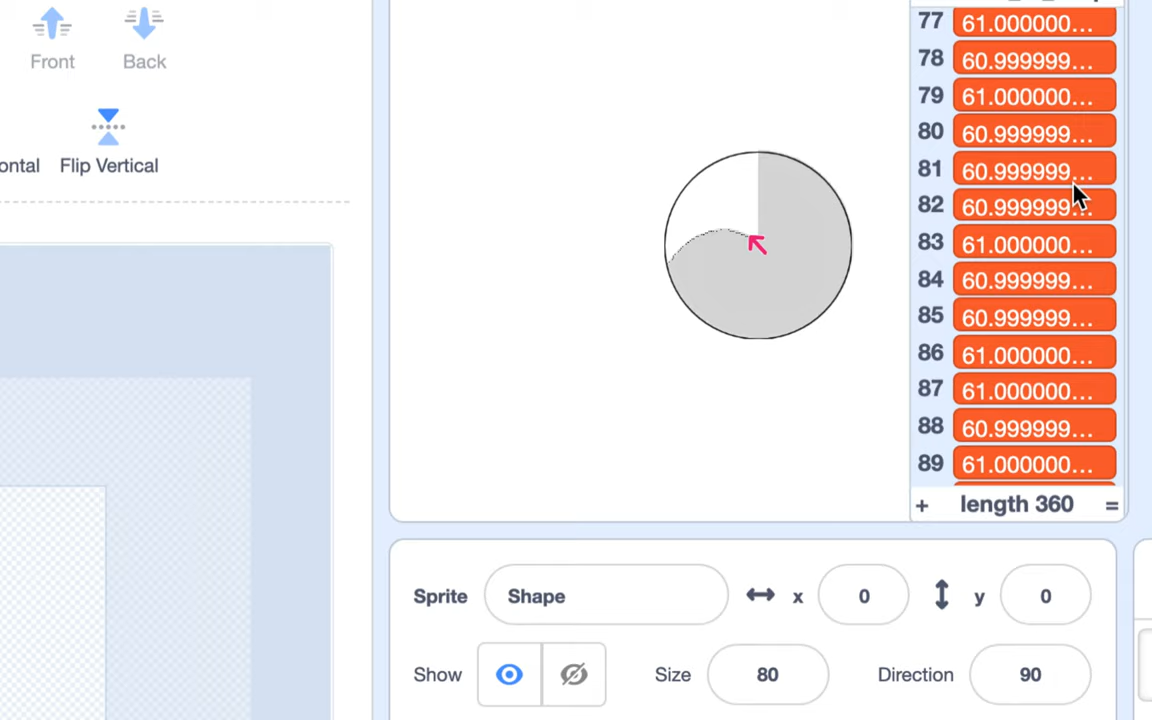 Front
Back
ontal
Flip Vertical
77 61.000000...
78 60.999999...
79 61.000000...
80 60.999999...
81 60.999999...
82 60.999999...
83 61.000000...
84 60.999999...
85 60.999999...
86 61.000000...
87 61.000000...
88 60.999999...
89 61.000000...
+ length 360 =
Sprite Shape x 0 y 0
Show Size 80 Direction 90